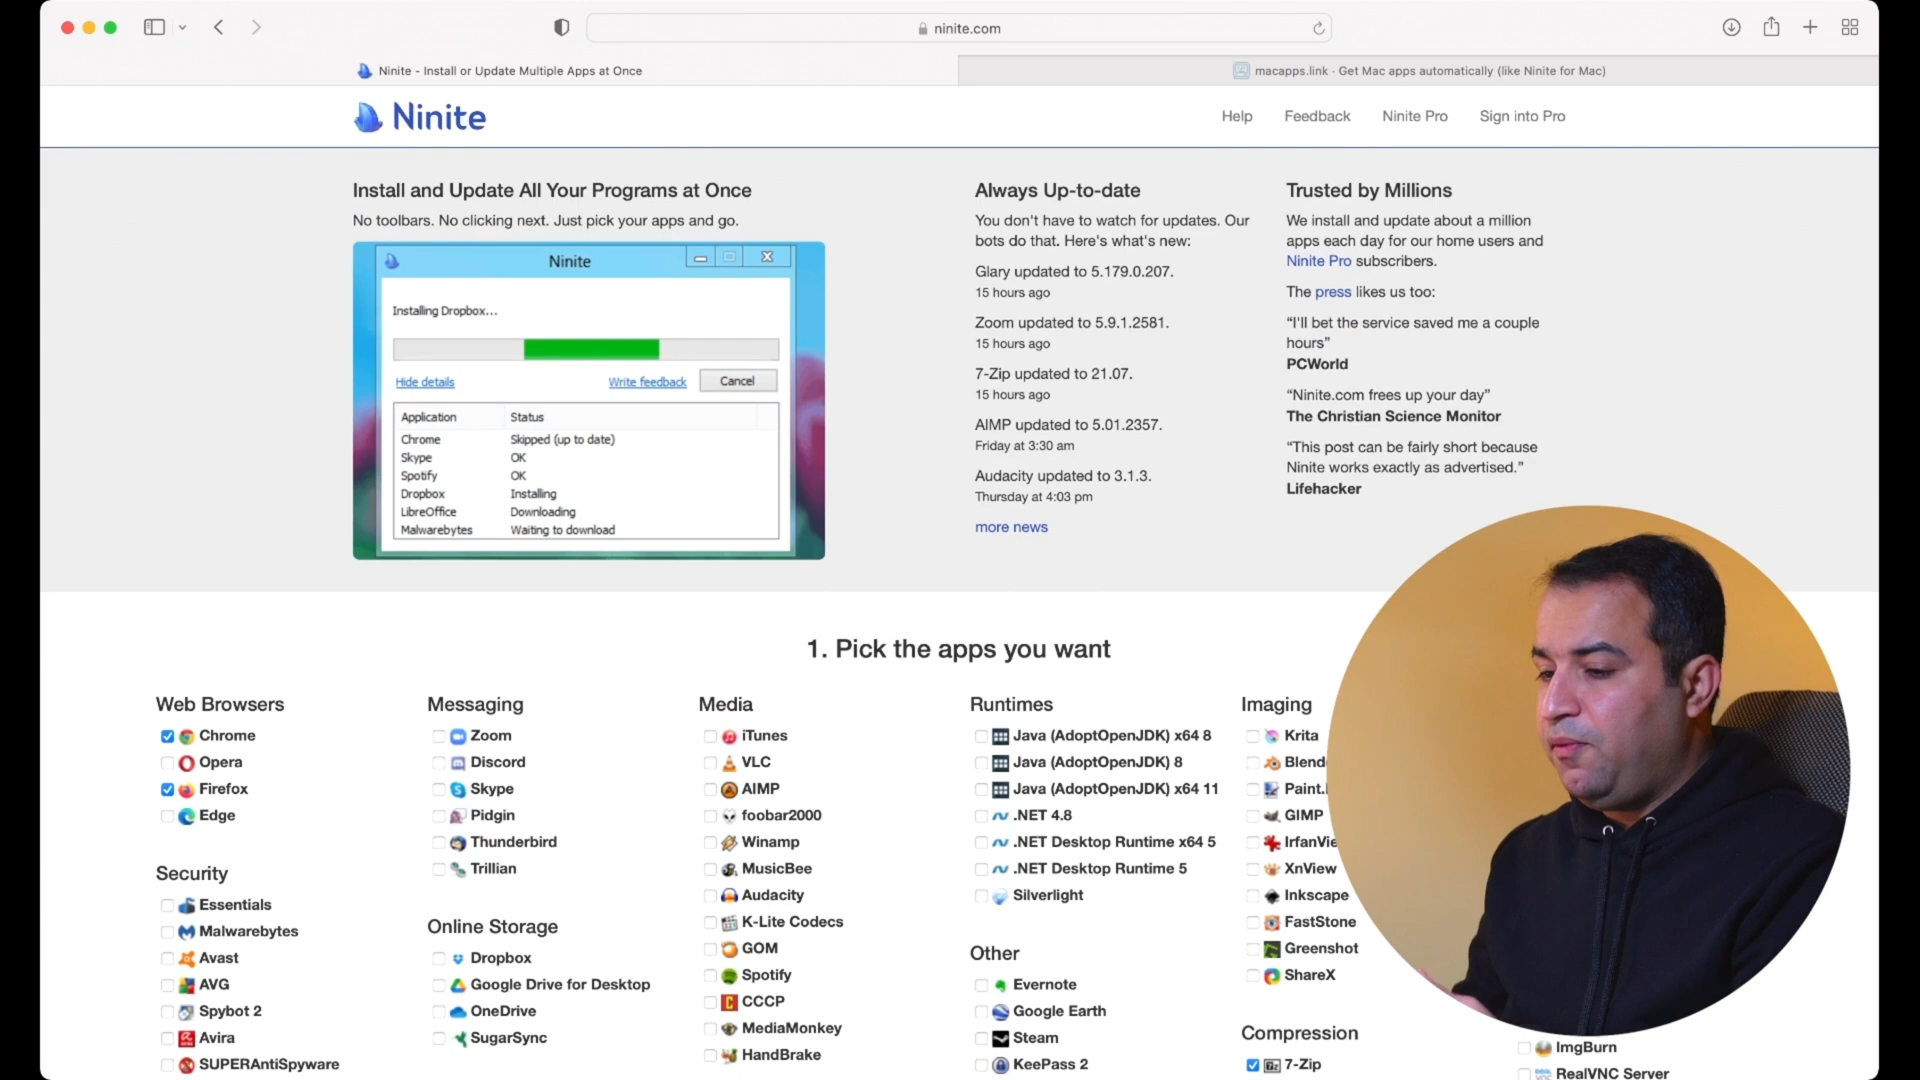 ninite.com
Ninite - Install or Update Multiple Apps at Once
macapps.link · Get Mac apps automatically (like Ninite for Mac)
Ninite
Help
Feedback
Ninite Pro
Sign into Pro
Install and Update All Your Programs at Once
No toolbars. No clicking next. Just pick your apps and go.
Ninite
Installing Dropbox...
Hide details
Write feedback
Cancel
Application Status
Chrome Skipped (up to date)
Skype OK
Spotify OK
Dropbox Installing
LibreOffice Downloading
Malwarebytes Waiting to download
Always Up-to-date
You don't have to watch for updates. Our
bots do that. Here's what's new:
Glary updated to 5.179.0.207.
15 hours ago
Zoom updated to 5.9.1.2581.
15 hours ago
7-Zip updated to 21.07.
15 hours ago
AIMP updated to 5.01.2357.
Friday at 3:30 am
Audacity updated to 3.1.3.
Thursday at 4:03 pm
more news
Trusted by Millions
We install and update about a million
apps each day for our home users and
Ninite Pro subscribers.
The press likes us too:
“I'll bet the service saved me a couple
hours”
PCWorld
“Ninite.com frees up your day”
The Christian Science Monitor
“This post can be fairly short because
Ninite works exactly as advertised.”
Lifehacker
1. Pick the apps you want
Web Browsers
Chrome
Opera
Firefox
Edge
Security
Essentials
Malwarebytes
Avast
AVG
Spybot 2
Avira
SUPERAntiSpyware
Messaging
Zoom
Discord
Skype
Pidgin
Thunderbird
Trillian
Online Storage
Dropbox
Google Drive for Desktop
OneDrive
SugarSync
Media
iTunes
VLC
AIMP
foobar2000
Winamp
MusicBee
Audacity
K-Lite Codecs
GOM
Spotify
CCCP
MediaMonkey
HandBrake
Runtimes
Java (AdoptOpenJDK) x64 8
Java (AdoptOpenJDK) 8
Java (AdoptOpenJDK) x64 11
.NET 4.8
.NET Desktop Runtime x64 5
.NET Desktop Runtime 5
Silverlight
Other
Evernote
Google Earth
Steam
KeePass 2
Imaging
Krita
Blend
Paint.
GIMP
IrfanVie
XnView
Inkscape
FastStone
Greenshot
ShareX
Compression
7-Zip
ImgBurn
RealVNC Server